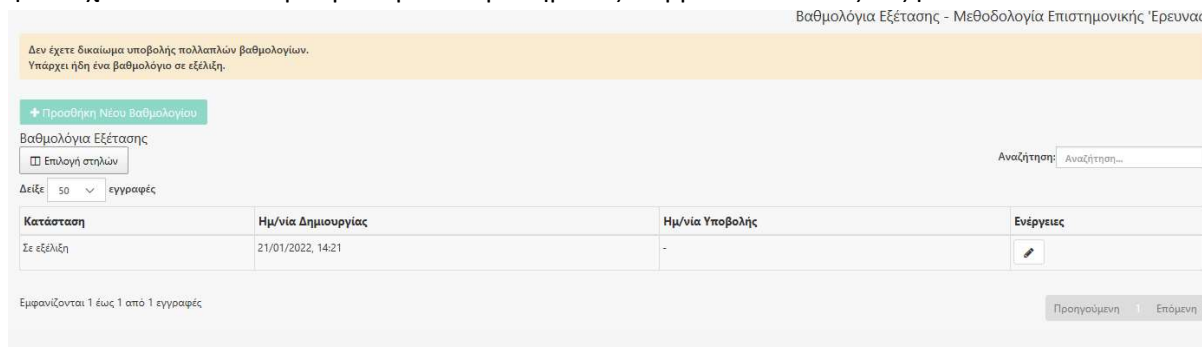 Βαθμολόγια Εξέτασης - Μεθοδολογία Επιστημονικής Έρευνας
Δεν έχετε δικαίωμα υποβολής πολλαπλών βαθμολογίων.
Υπάρχει ήδη ένα βαθμολόγιο σε εξέλιξη.
+ Προσθήκη Νέου Βαθμολογίου
Βαθμολόγια Εξέτασης
Επιλογή στηλών
Αναζήτηση: Αναζήτηση...
Δείξε 50 εγγραφές
Κατάσταση Ημ/νία Δημιουργίας Ημ/νία Υποβολής Ενέργειες
Σε εξέλιξη 21/01/2022, 14:21 -
Εμφανίζονται 1 έως 1 από 1 εγγραφές
Προηγούμενη 1 Επόμενη